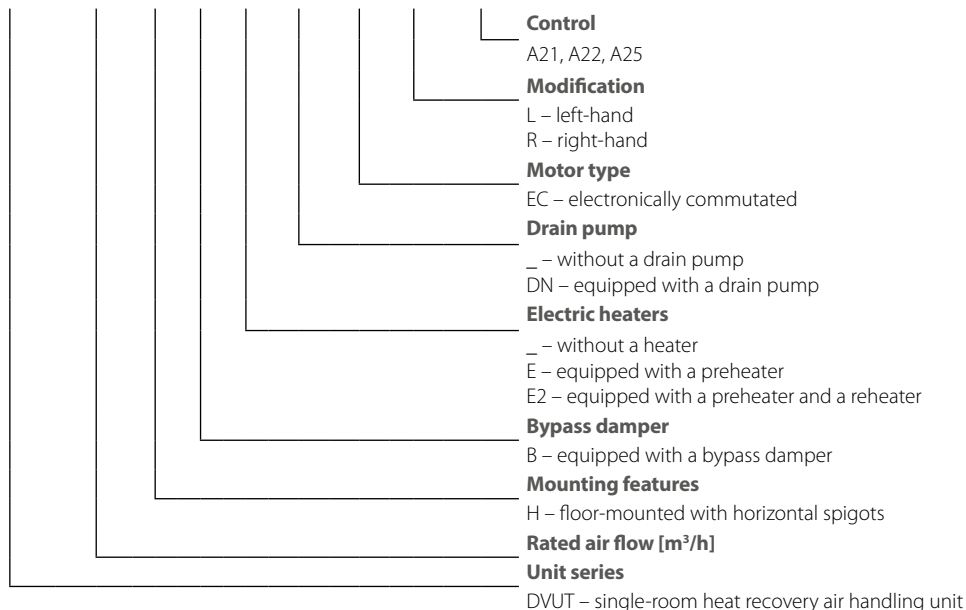 Control
A21, A22, A25
Modification
L – left-hand
R – right-hand
Motor type
EC – electronically commutated
Drain pump
_ – without a drain pump
DN – equipped with a drain pump
Electric heaters
_ – without a heater
E – equipped with a preheater
E2 – equipped with a preheater and a reheater
Bypass damper
B – equipped with a bypass damper
Mounting features
H – floor-mounted with horizontal spigots
Rated air flow [m³/h]
Unit series
DVUT – single-room heat recovery air handling unit